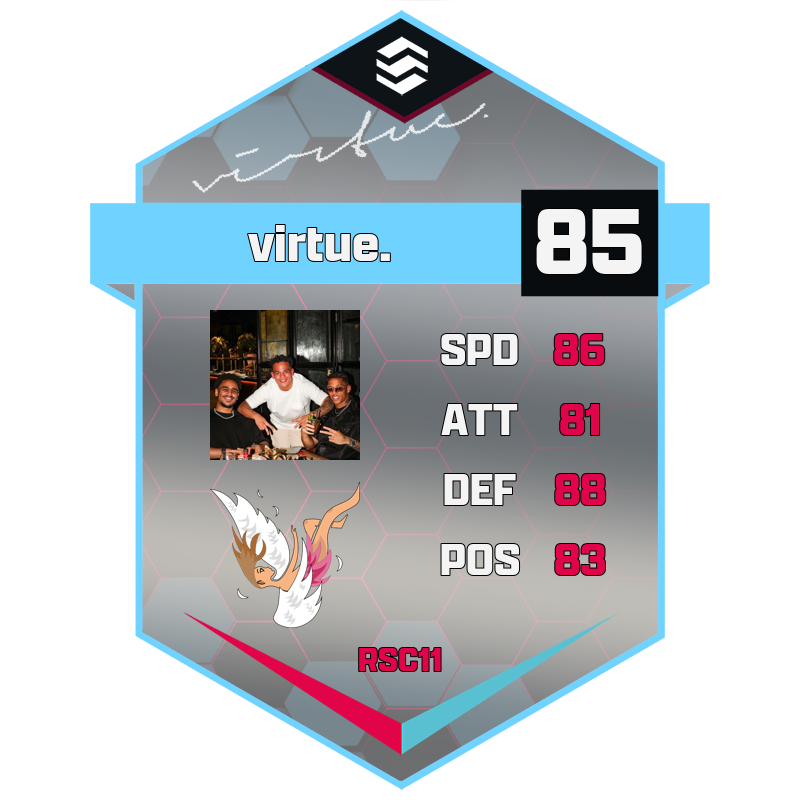 virtue.
virtue.
85
SPD 86
ATT 81
DEF 88
POS 83
RSC11